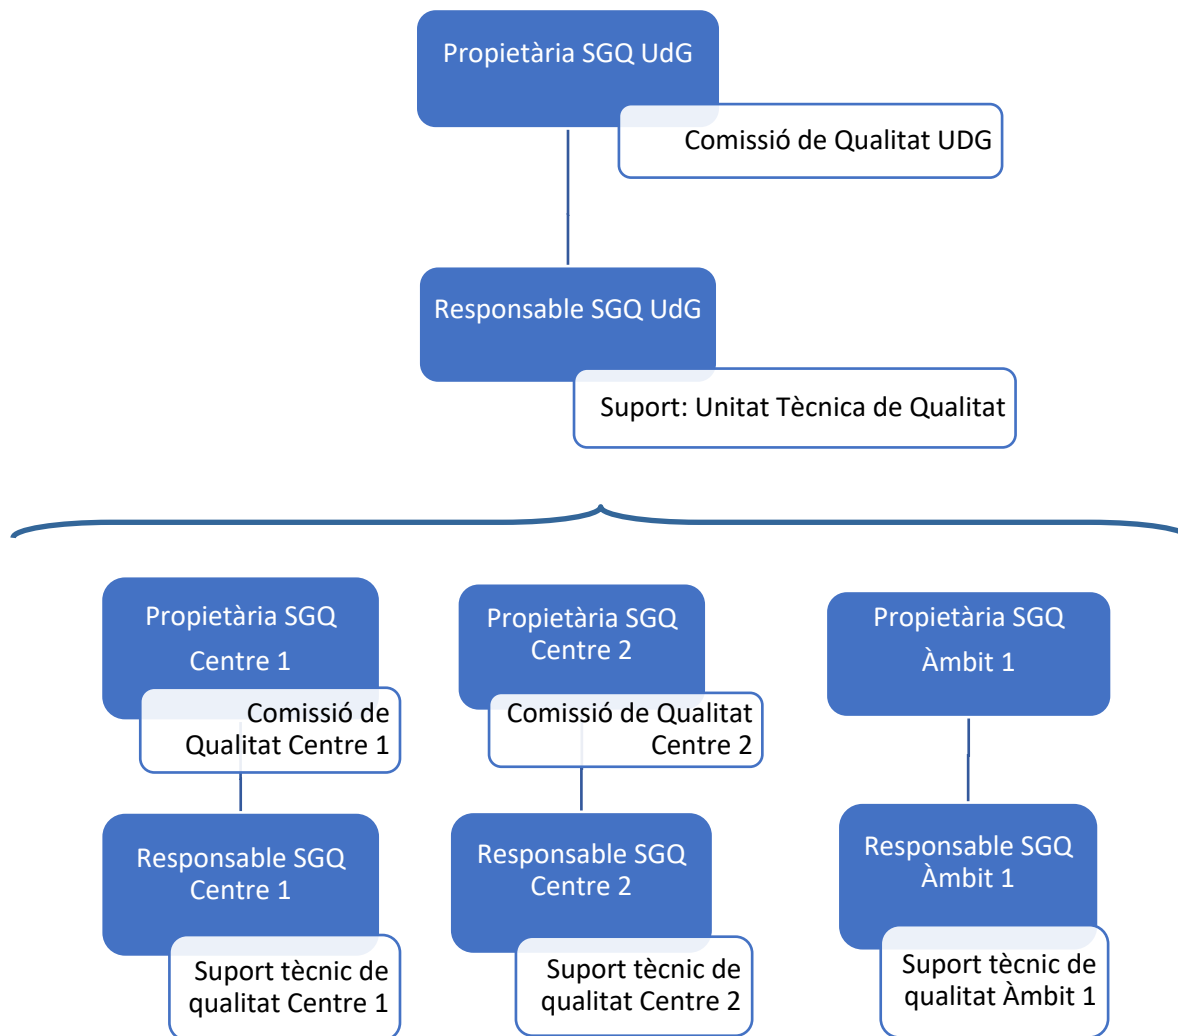 Propietària SGQ UdG
Comissió de Qualitat UDG
Responsable SGQ UdG
Suport: Unitat Tècnica de Qualitat
Propietària SGQ
Centre 1
Comissió de
Qualitat Centre 1
Responsable SGQ
Centre 1
Suport tècnic de
qualitat Centre 1
Propietària SGQ
Centre 2
Comissió de Qualitat
Centre 2
Responsable SGQ
Centre 2
Suport tècnic de
qualitat Centre 2
Propietària SGQ
Àmbit 1
Responsable SGQ
Àmbit 1
Suport tècnic de
qualitat Àmbit 1